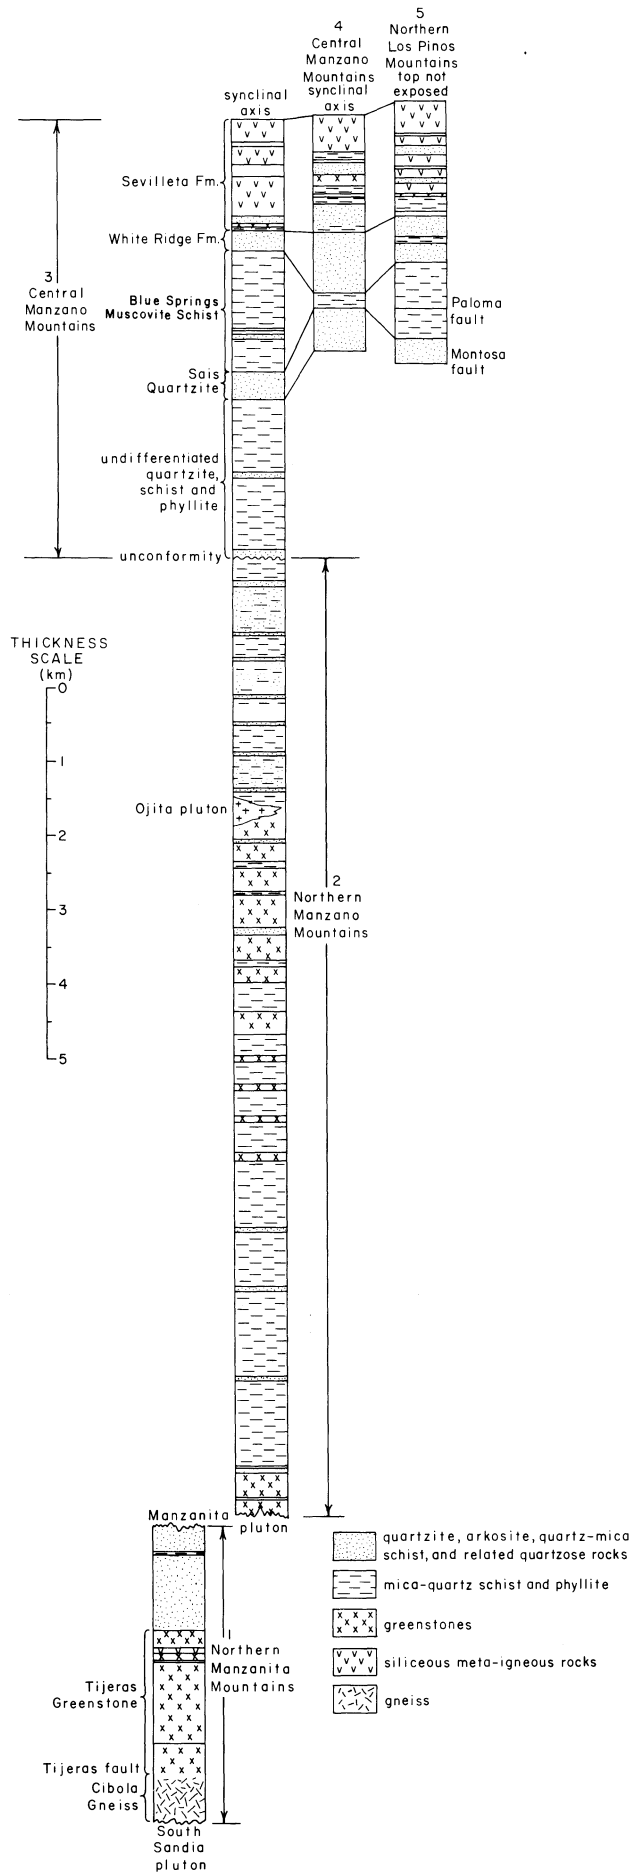 5
Northern
Los Pinos
Mountains
top not
exposed
4
Central
Manzano
Mountains
synclinal
axis
synclinal
axis
Sevilleta Fm.
White Ridge Fm.
3
Central
Manzano
Mountains
Blue Springs
Muscovite Schist
Paloma
fault
Montosa
fault
Sais
Quartzite
undifferentiated
quartzite,
schist and
phyllite
unconformity
THICKNESS
SCALE
(km)
0
1
2
3
4
5
Ojita pluton
2
Northern
Manzano
Mountains
Manzanita
pluton
1
Northern
Manzanita
Mountains
Tijeras
Greenstone
Tijeras fault
Cibola
Gneiss
South
Sandia
pluton
quartzite, arkosite, quartz-mica
schist, and related quartzose rocks
mica-quartz schist and phyllite
greenstones
siliceous meta-igneous rocks
gneiss